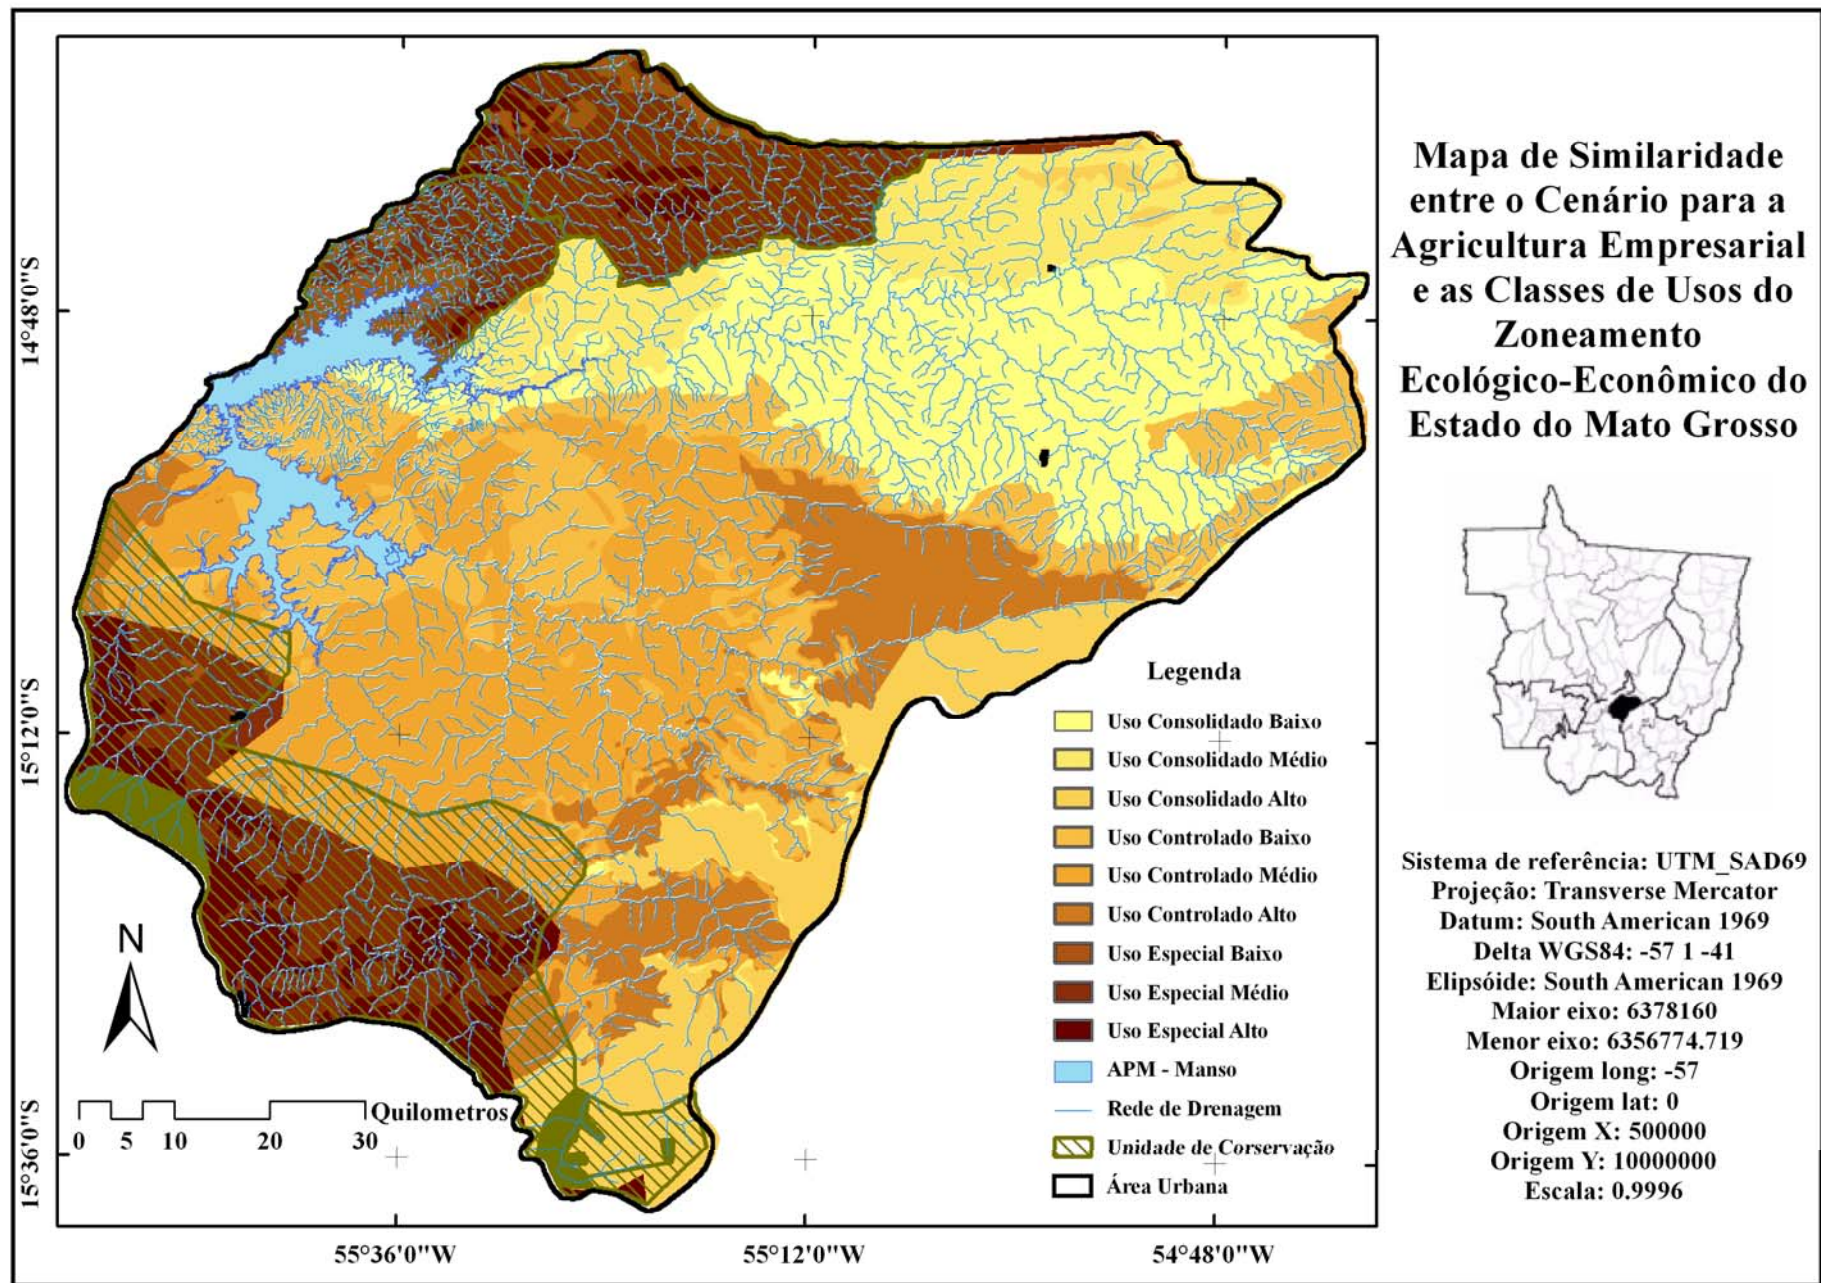 Mapa de Similaridade
entre o Cenário para a
Agricultura Empresarial
e as Classes de Usos do
Zoneamento
Ecológico-Econômico do
Estado do Mato Grosso
14°48'0"S
15°12'0"S
15°36'0"S
55°36'0"W
55°12'0"W
54°48'0"W
N
Quilometros
0 5 10 20 30
Legenda
Uso Consolidado Baixo
Uso Consolidado Médio
Uso Consolidado Alto
Uso Controlado Baixo
Uso Controlado Médio
Uso Controlado Alto
Uso Especial Baixo
Uso Especial Médio
Uso Especial Alto
APM - Manso
Rede de Drenagem
Unidade de Corservação
Área Urbana
Sistema de referência: UTM_SAD69
Projeção: Transverse Mercator
Datum: South American 1969
Delta WGS84: -57 1 -41
Elipsóide: South American 1969
Maior eixo: 6378160
Menor eixo: 6356774.719
Origem long: -57
Origem lat: 0
Origem X: 500000
Origem Y: 10000000
Escala: 0.9996